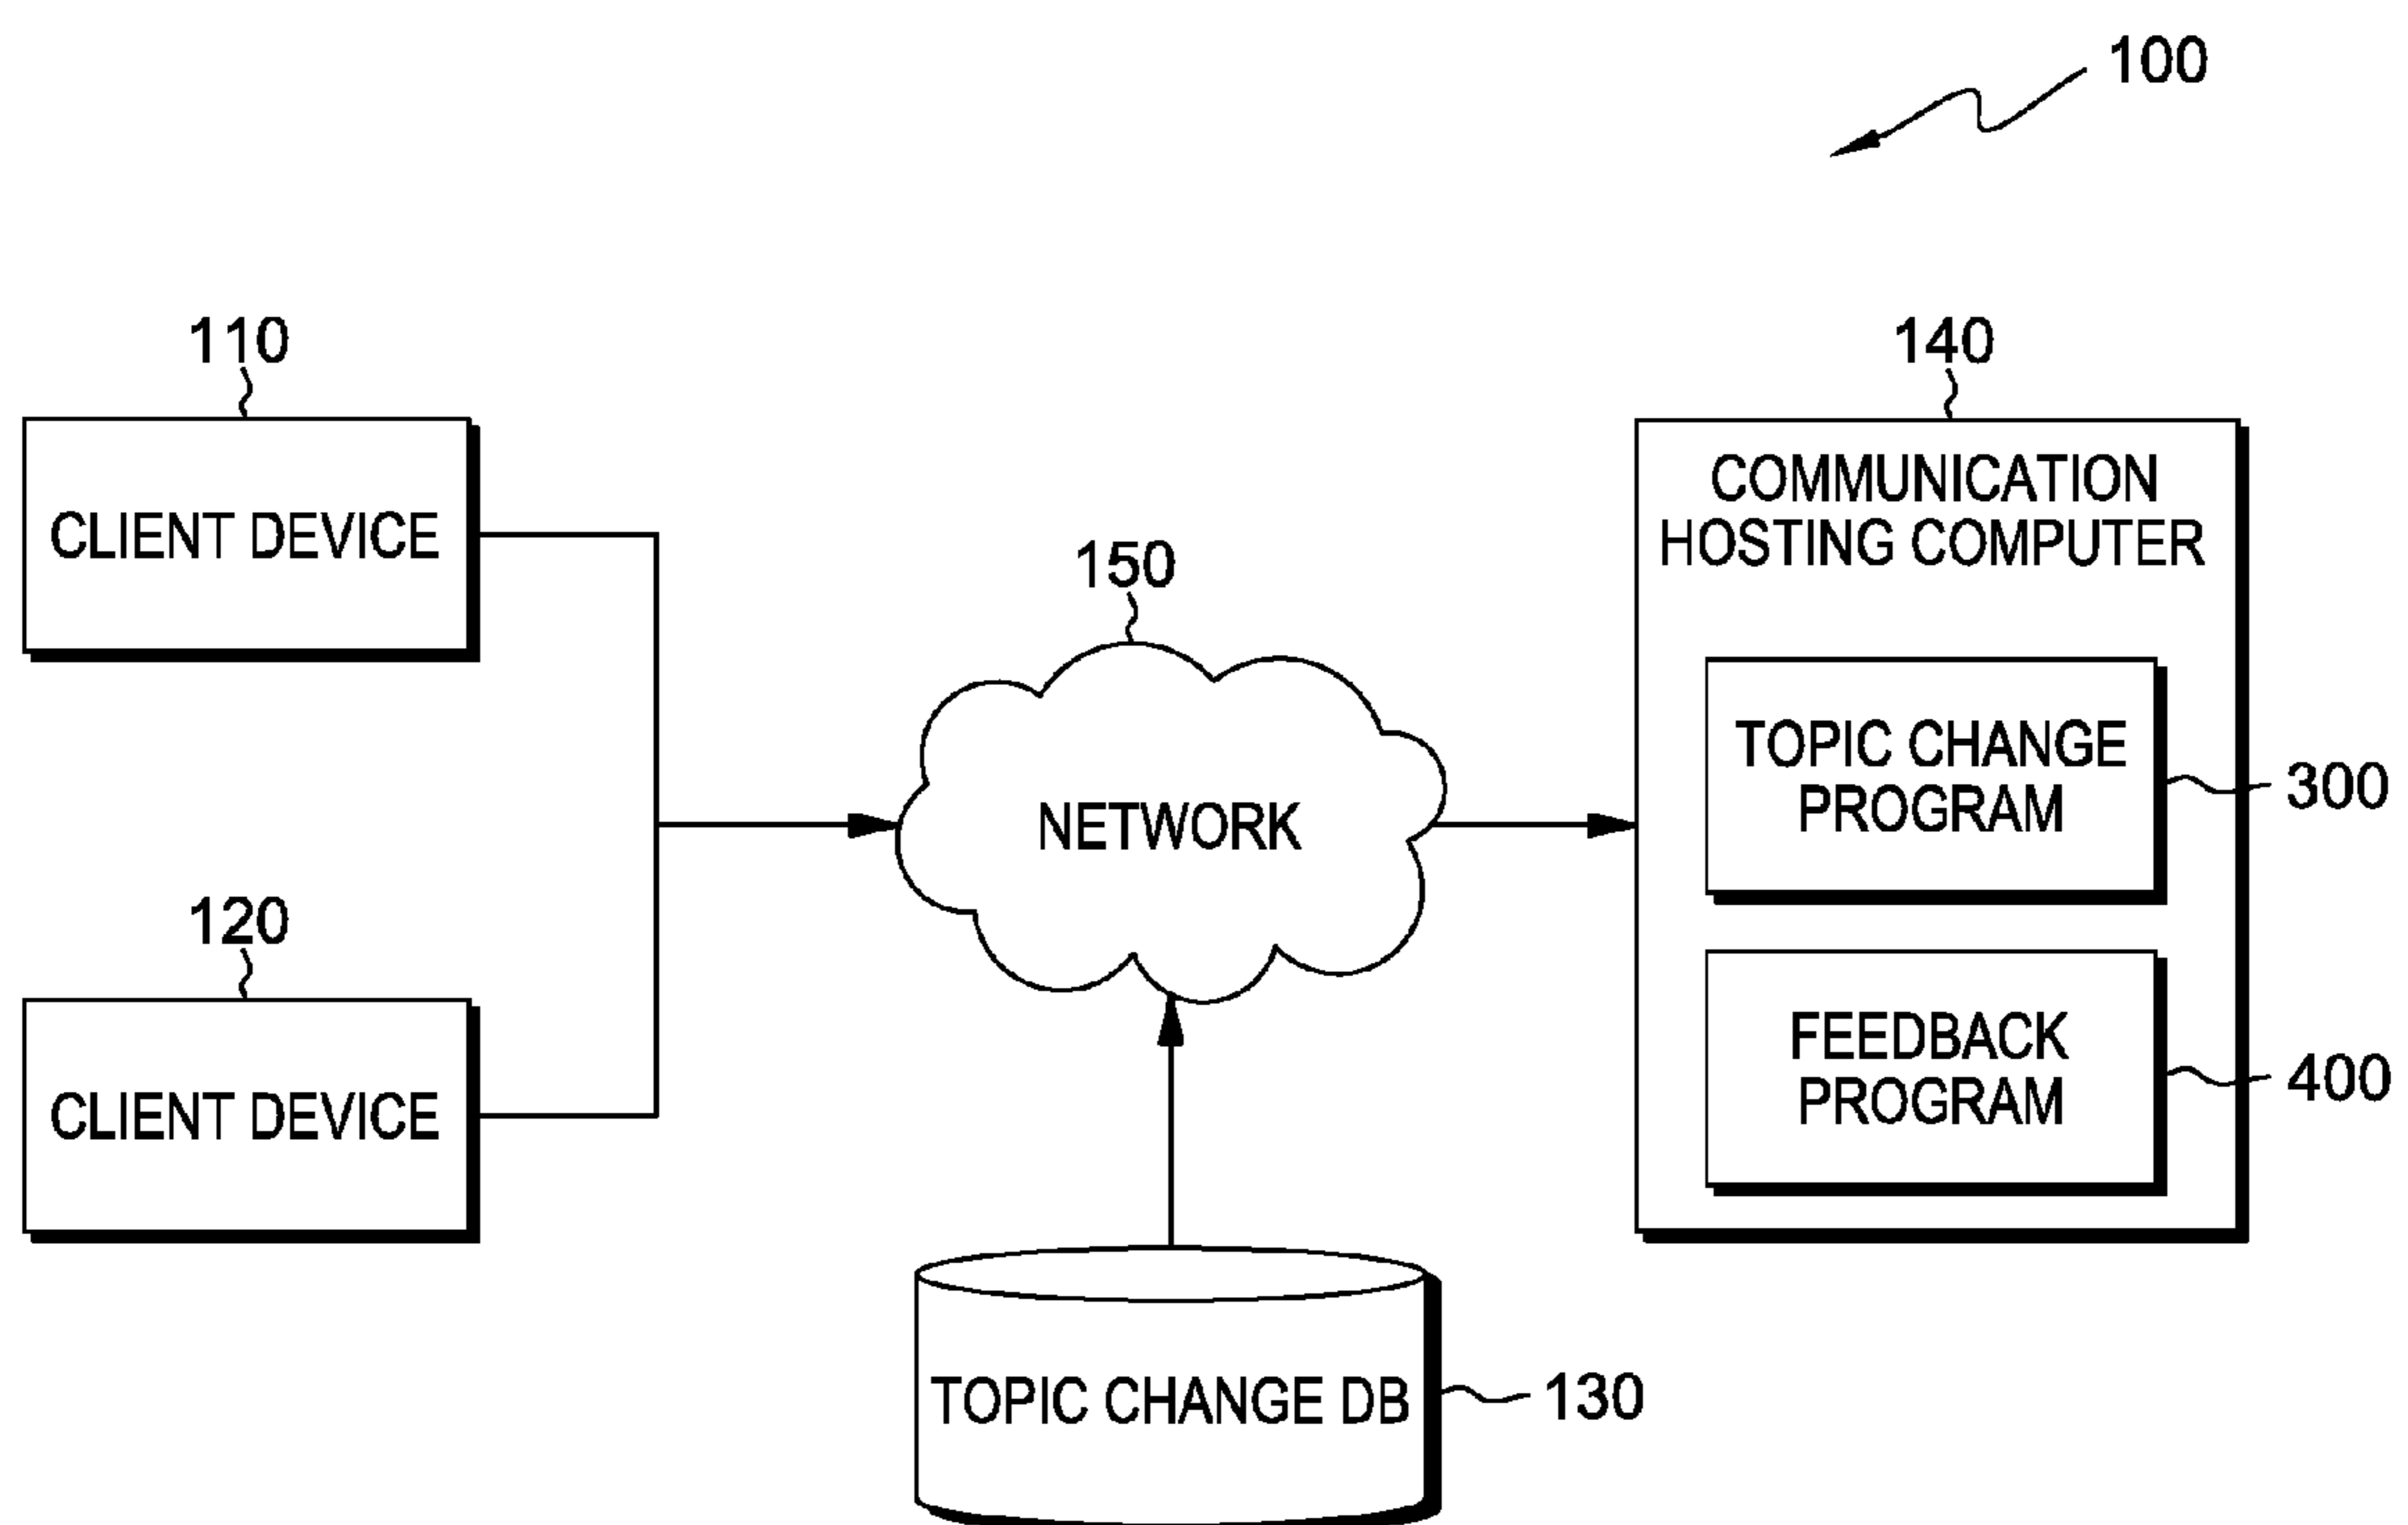 100
110
CLIENT DEVICE
120
CLIENT DEVICE
150
NETWORK
TOPIC CHANGE DB
130
140
COMMUNICATION
HOSTING COMPUTER
TOPIC CHANGE
PROGRAM
300
FEEDBACK
PROGRAM
400